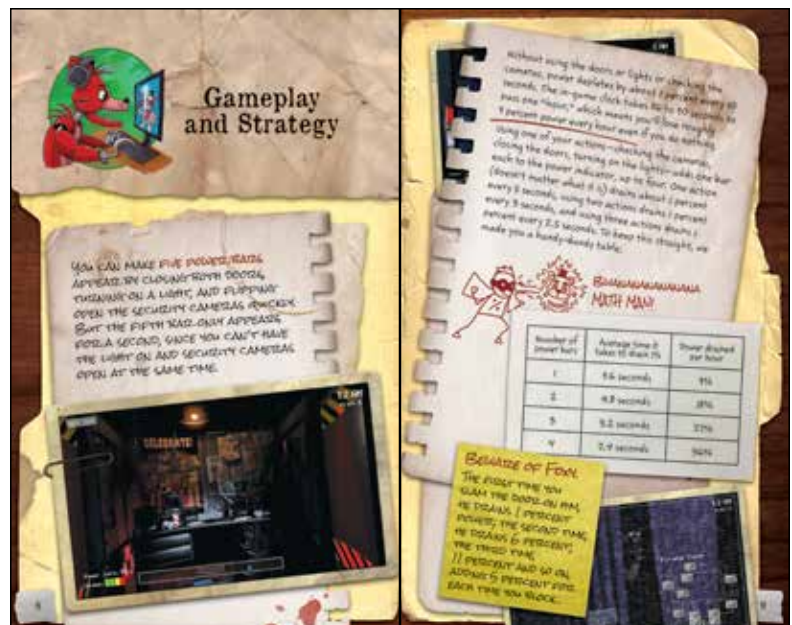 Gameplay
and Strategy
YOU CAN MAKE FIVE POWER BARS
APPEAR BY CLOSING BOTH DOORS,
TURNING ON A LIGHT, AND FLIPPING
OPEN THE SECURITY CAMERAS QUICKLY.
BUT THE FIFTH BAR ONLY APPEARS
FOR A SECOND, SINCE YOU CAN'T HAVE
THE LIGHT ON AND SECURITY CAMERAS
OPEN AT THE SAME TIME.
12 AM
CELEBRATE!
Without using the doors or lights or checking the
cameras, power depletes by about 1 percent every
seconds. The in-game clock takes 86 to 90 seconds to
pass one "hour," which means you'll lose roughly
9 percent power every hour even if you do nothing.
Using one of your actions—checking the cameras,
closing the doors, turning on the lights—adds one bar
each to the power indicator, up to four. One action
(doesn't matter what it is) drains about 1 percent
every 5 seconds, using two actions drains 1 percent
every 3 seconds, and using three actions drains 1
percent every 2.5 seconds. To keep this straight, we
made you a handy-dandy table.
MATH MAN!
Number of power bars | Average time it takes to drain 1% | Power drained per hour
1 | 9.6 seconds | 9%
2 | 4.8 seconds | 18%
3 | 3.2 seconds | 27%
4 | 2.4 seconds | 36%
BEWARE OF FOXY
THE FIRST TIME YOU
SLAM THE DOOR ON HIM,
HE DRAINS 1 PERCENT
POWER; THE SECOND TIME,
HE DRAINS 6 PERCENT;
THE THIRD TIME,
11 PERCENT AND SO ON,
ADDING 5 PERCENT FOR
EACH TIME YOU BLOCK.
12 AM